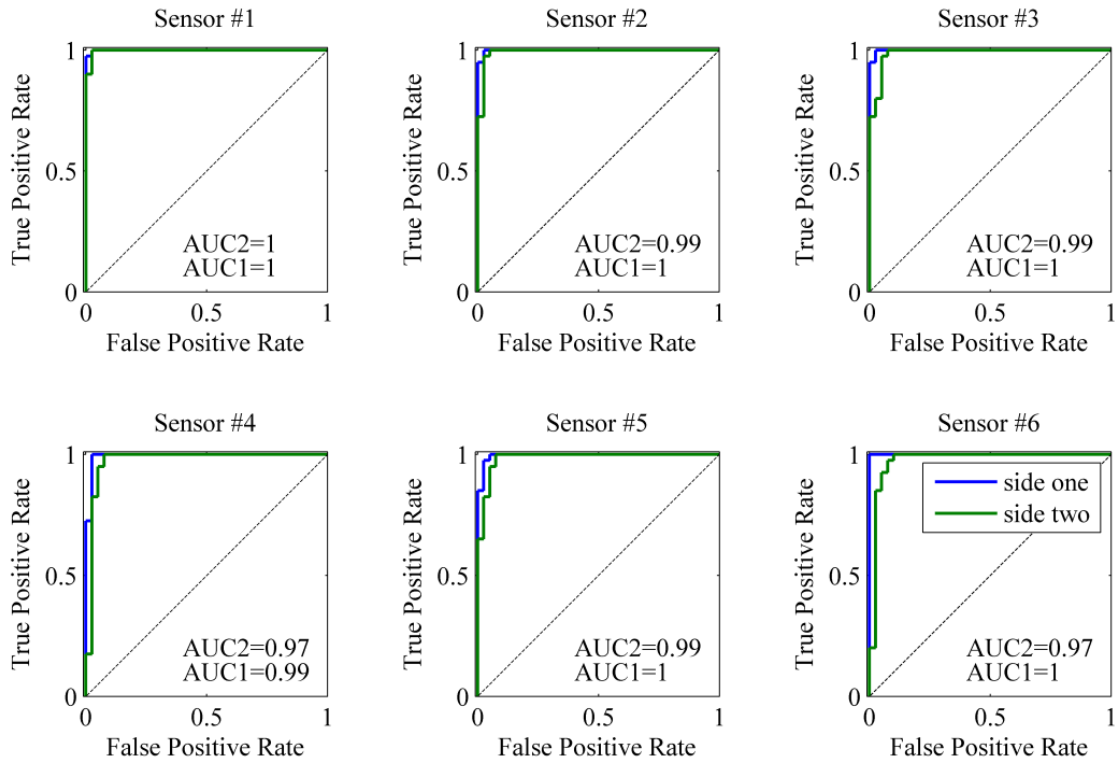 Sensor #1
True Positive Rate
1
0.5
0
AUC2=1
AUC1=1
0
0.5
1
False Positive Rate
Sensor #2
True Positive Rate
1
0.5
0
AUC2=0.99
AUC1=1
0
0.5
1
False Positive Rate
Sensor #3
True Positive Rate
1
0.5
0
AUC2=0.99
AUC1=1
0
0.5
1
False Positive Rate
Sensor #4
True Positive Rate
1
0.5
0
AUC2=0.97
AUC1=0.99
0
0.5
1
False Positive Rate
Sensor #5
True Positive Rate
1
0.5
0
AUC2=0.99
AUC1=1
0
0.5
1
False Positive Rate
Sensor #6
True Positive Rate
1
0.5
0
side one
side two
AUC2=0.97
AUC1=1
0
0.5
1
False Positive Rate